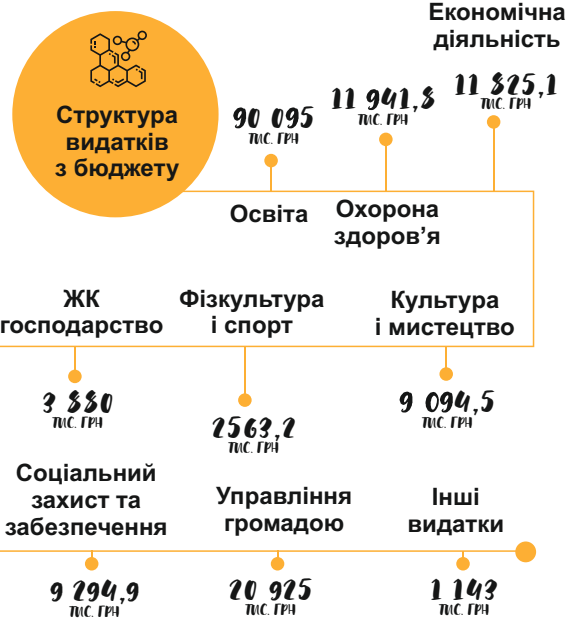 Структура
видатків
з бюджету
90 095
ТИС. ГРН
Освіта
11 941,8
ТИС. ГРН
Охорона
здоров’я
Економічна
діяльність
11 825,1
ТИС. ГРН
ЖК
господарство
3 880
ТИС. ГРН
Фізкультура
і спорт
2563,2
ТИС. ГРН
Культура
і мистецтво
9 094,5
ТИС. ГРН
Соціальний
захист та
забезпечення
9 294,9
ТИС. ГРН
Управління
громадою
20 925
ТИС. ГРН
Інші
видатки
1 143
ТИС. ГРН